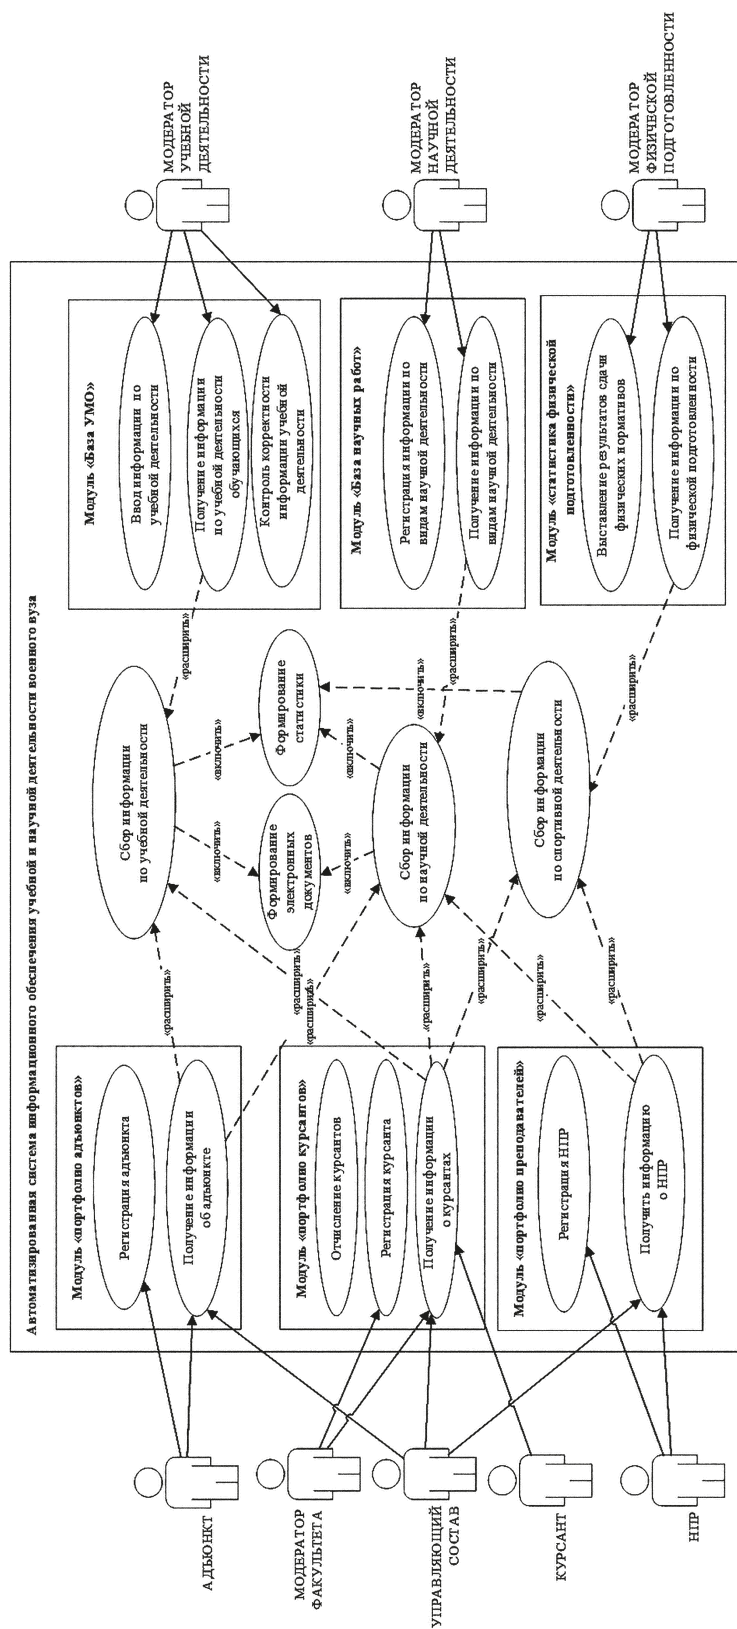 Автоматизированная система информационного обеспечения учебной и научной деятельности военного вуза
АДЪЮНКТ
МОДЕРАТОР
ФАКУЛЬТЕТА
УПРАВЛЯЮЩИЙ
СОСТАВ
КУРСАНТ
НПР
Модуль «портфолио адъюнктов»
Регистрация адъюнкта
Получение информации
об адъюнкте
Модуль «портфолио курсантов»
Отчисление курсантов
Регистрация курсанта
Получение информации
о курсантах
Модуль «портфолио преподавателей»
Регистрация НПР
Получить информацию
о НПР
«расширить»
«расширить»
«расширить»
«расширить»
«расширить»
«расширить»
«расширить»
Сбор информации
по учебной деятельности
«включить»
«включить»
Формирование
электронных
документов
Формирование
статистики
«включить»
«включить»
«включить»
Сбор информации
по научной деятельности
Сбор информации
по спортивной деятельности
«расширить»
«расширить»
«расширить»
Модуль «База УМО»
Ввод информации по
учебной деятельности
Получение информации
по учебной деятельности
обучающихся
Контроль корректности
информации учебной
деятельности
Модуль «База научных работ»
Регистрация информации по
видам научной деятельности
Получение информации по
видам научной деятельности
Модуль «статистика физической
подготовленности»
Выставление результатов сдачи
физических нормативов
Получение информации по
физической подготовленности
МОДЕРАТОР
УЧЕБНОЙ
ДЕЯТЕЛЬНОСТИ
МОДЕРАТОР
НАУЧНОЙ
ДЕЯТЕЛЬНОСТИ
МОДЕРАТОР
ФИЗИЧЕСКОЙ
ПОДГОТОВЛЕННОСТИ